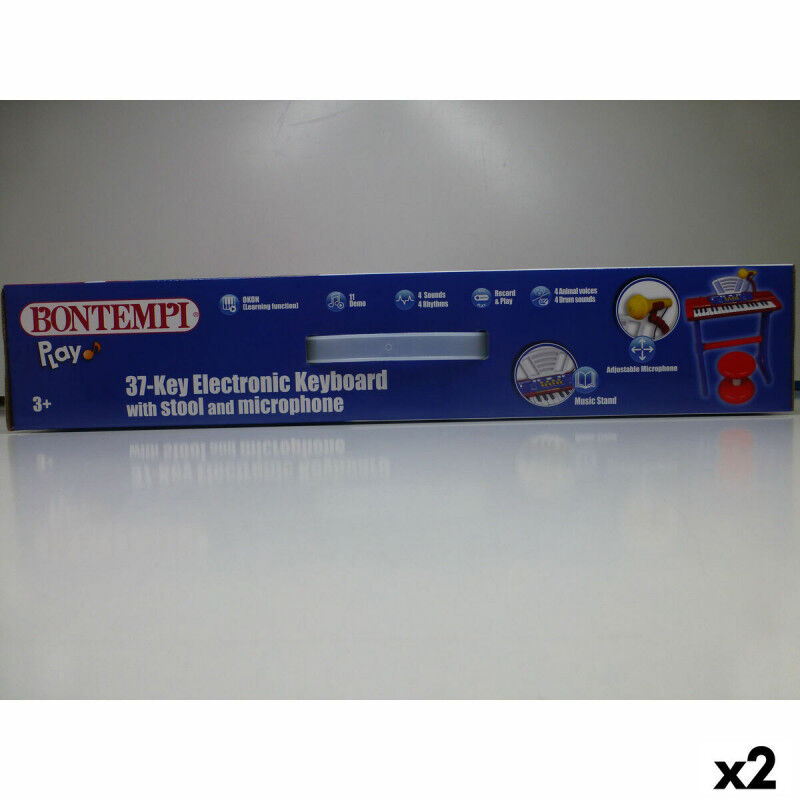 BONTEMPI®
Play
3+
OKON
(Learning function)
11
Demo
4 Sounds
4 Rhythms
Record
& Play
4 Animal voices
4 Drum sounds
37-Key Electronic Keyboard
with stool and microphone
Music Stand
Adjustable Microphone
x2